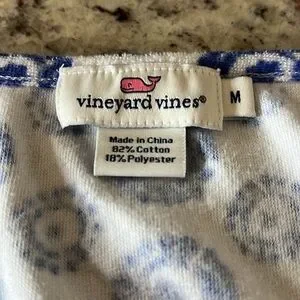 vineyard vines®
M
Made in China
82% Cotton
18% Polyester